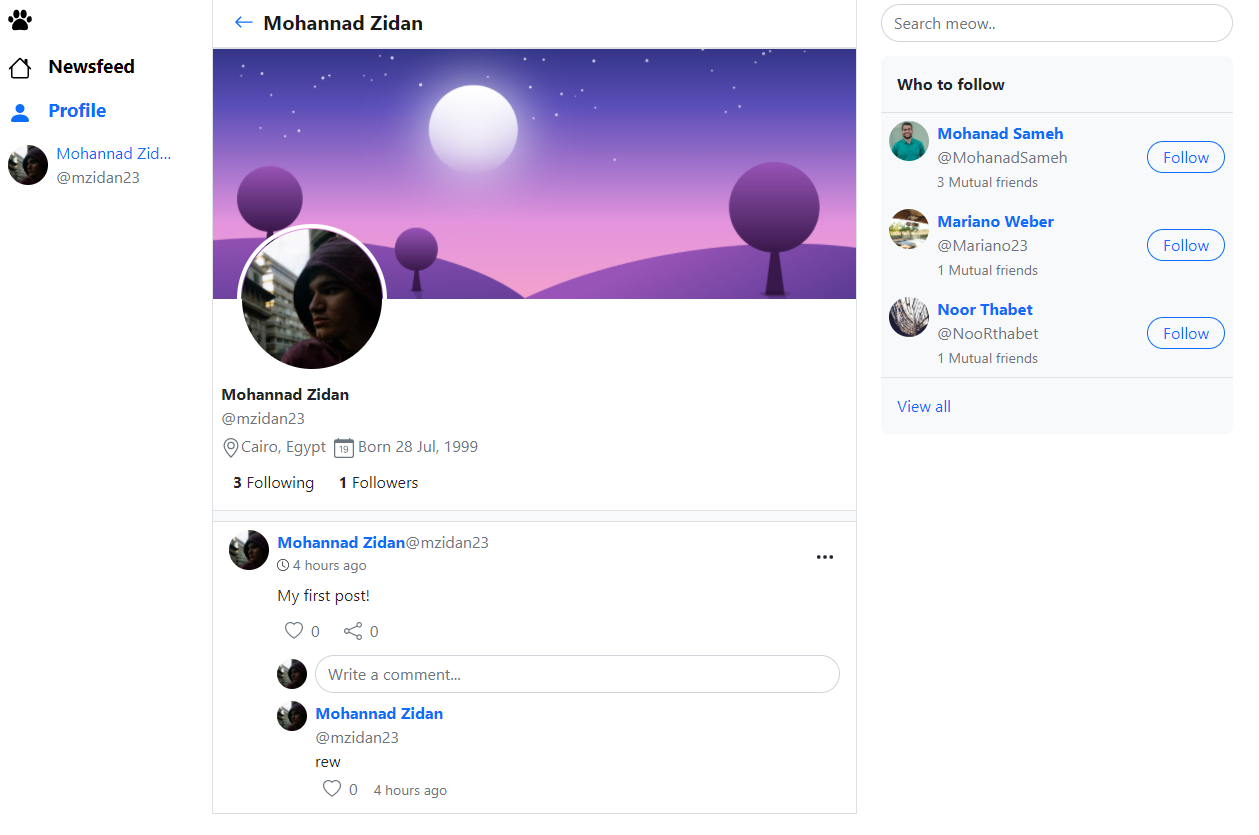 Newsfeed
Profile
Mohannad Zid...
@mzidan23
Mohannad Zidan
Mohannad Zidan
@mzidan23
Cairo, Egypt 19 Born 28 Jul, 1999
3 Following 1 Followers
Mohannad Zidan@mzidan23
4 hours ago
My first post!
0 0
Write a comment...
Mohannad Zidan
@mzidan23
rew
0 4 hours ago
Search meow..
Who to follow
Mohanad Sameh
@MohanadSameh
3 Mutual friends
Follow
Mariano Weber
@Mariano23
1 Mutual friends
Follow
Noor Thabet
@NooRthabet
1 Mutual friends
Follow
View all